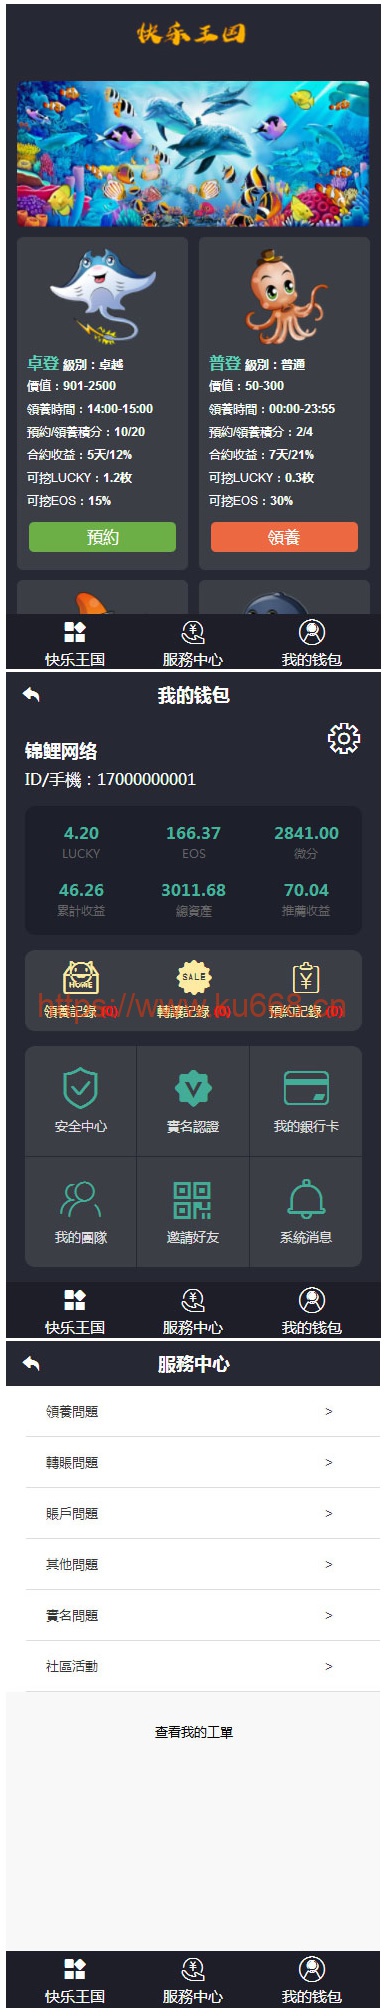 快乐王国
卓登 級別：卓越
價值：901-2500
領養時間：14:00-15:00
預約/領養積分：10/20
合約收益：5天/12%
可挖LUCKY：1.2枚
可挖EOS：15%
預約
普登 級別：普通
價值：50-300
領養時間：00:00-23:55
預約/領養積分：2/4
合約收益：7天/21%
可挖LUCKY：0.3枚
可挖EOS：30%
領養
快乐王国 服務中心 我的钱包
我的钱包
锦鲤网络
ID/手機：17000000001
4.20 166.37 2841.00
LUCKY EOS 微分
46.26 3011.68 70.04
累計收益 總資產 推薦收益
HOME SALE
https://www.ku668.cn
領養記錄 (0) 轉讓記錄 (0) 預約記錄 (0)
安全中心 實名認證 我的銀行卡
我的團隊 邀請好友 系統消息
快乐王国 服務中心 我的钱包
服務中心
領養問題 >
轉賬問題 >
賬戶問題 >
其他問題 >
實名問題 >
社區活動 >
查看我的工單
快乐王国 服務中心 我的钱包